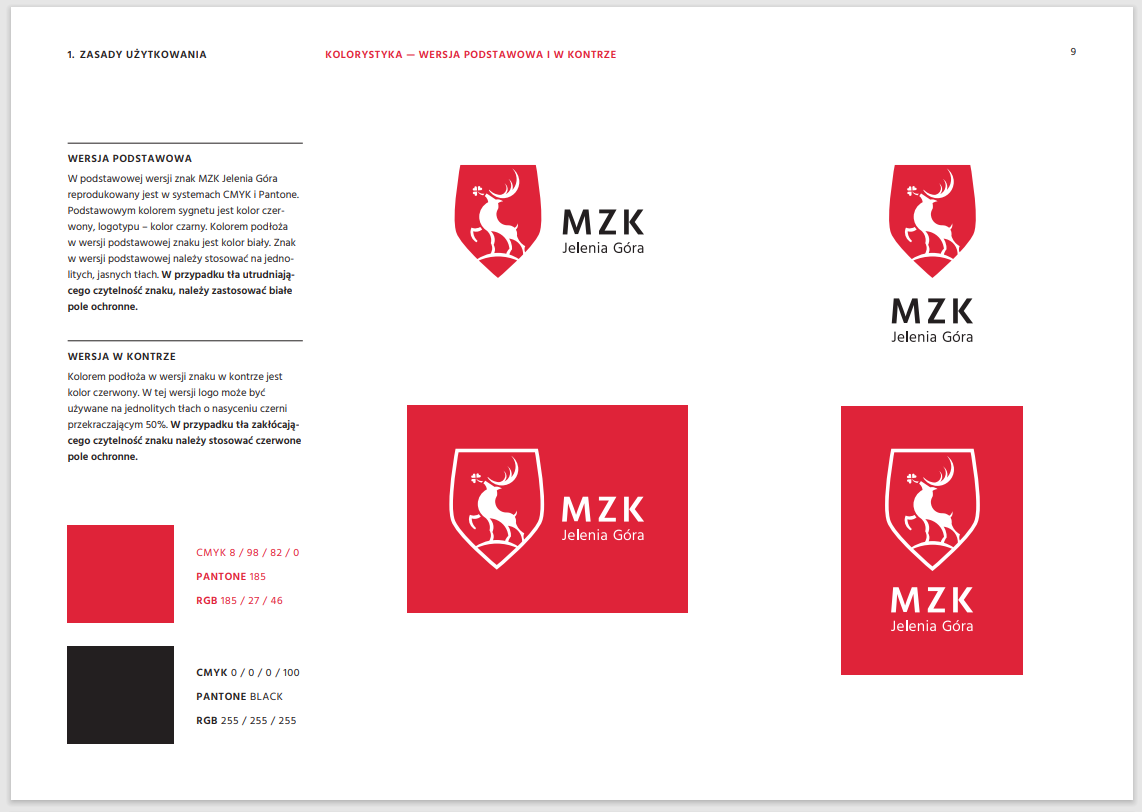 1. ZASADY UŻYTKOWANIA
KOLORYSTYKA — WERSJA PODSTAWOWA I W KONTRZE
9
WERSJA PODSTAWOWA
W podstawowej wersji znak MZK Jelenia Góra
reprodukowany jest w systemach CMYK i Pantone.
Podstawowym kolorem sygnetu jest kolor czer-
wony, logotypu – kolor czarny. Kolorem podłoża
w wersji podstawowej znaku jest kolor biały. Znak
w wersji podstawowej należy stosować na jedno-
litych, jasnych tłach. W przypadku tła utrudniają-
cego czytelność znaku, należy zastosować białe
pole ochronne.
WERSJA W KONTRZE
Kolorem podłoża w wersji znaku w kontrze jest
kolor czerwony. W tej wersji logo może być
używane na jednolitych tłach o nasyceniu czerni
przekraczającym 50%. W przypadku tła zakłócają-
cego czytelność znaku należy stosować czerwone
pole ochronne.
CMYK 8 / 98 / 82 / 0
PANTONE 185
RGB 185 / 27 / 46
CMYK 0 / 0 / 0 / 100
PANTONE BLACK
RGB 255 / 255 / 255
MZK
Jelenia Góra
MZK
Jelenia Góra
MZK
Jelenia Góra
MZK
Jelenia Góra